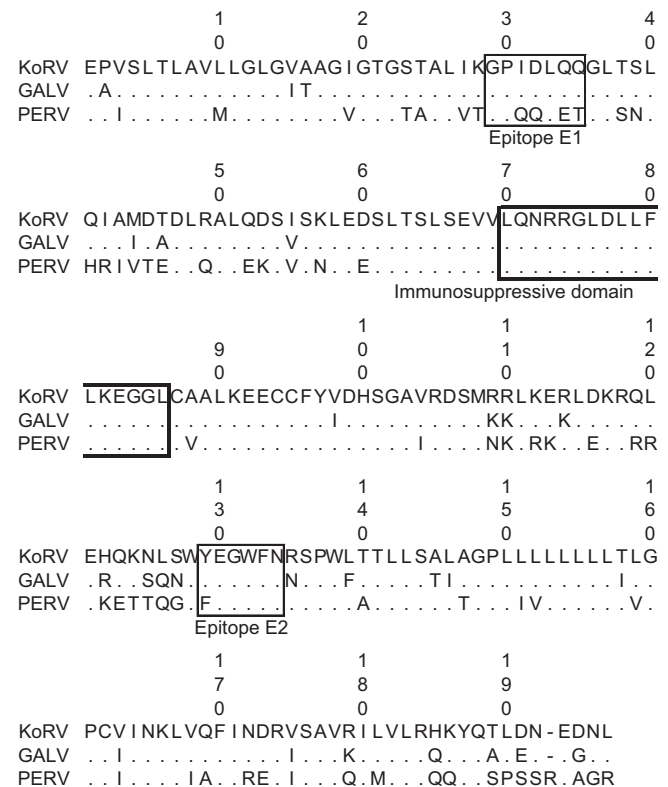 1 2 3 4
0 0 0 0
KoRV EPVSLTLAVLLGLGVAAGIGTGSTALIKGPIDLQQGLTSL
GALV .A............IT........................
PERV ..I......M........V...TA..VT..QQ.ET..SN.
Epitope E1
5 6 7 8
0 0 0 0
KoRV QIAMDTDLRALQDSISKLEDSLTSLSEVVLQNRRGLDLLF
GALV ...I.A........V.........................
PERV HRIVTE..Q..EK.V.N..E....................
Immunosuppressive domain
1 1 1
9 0 1 2
0 0 0 0
KoRV LKEGGLCAALKEECCFYVDHSGAVRDSMRRLKERLDKRQL
GALV .................I..........KK...K......
PERV .......V...............I....NK.RK..E..RR
1 1 1 1
3 4 5 6
0 0 0 0
KoRV EHQKNLSWYEGWFNRSPWLTTLLSALAGPLLLLLLLLTLG
GALV .R..SQN.......N...F.....TI...........I..
PERV .KETTQG.F..........A......T...IV......V.
Epitope E2
1 1 1
7 8 9
0 0 0
KoRV PCVINKLVQFINDRVSAVRILVLRHKYQTLDN-EDNL
GALV ..I...........I...K.....Q...A.E.-.G..
PERV ..I....IA..RE.I...Q.M...QQ..SPSSR.AGR